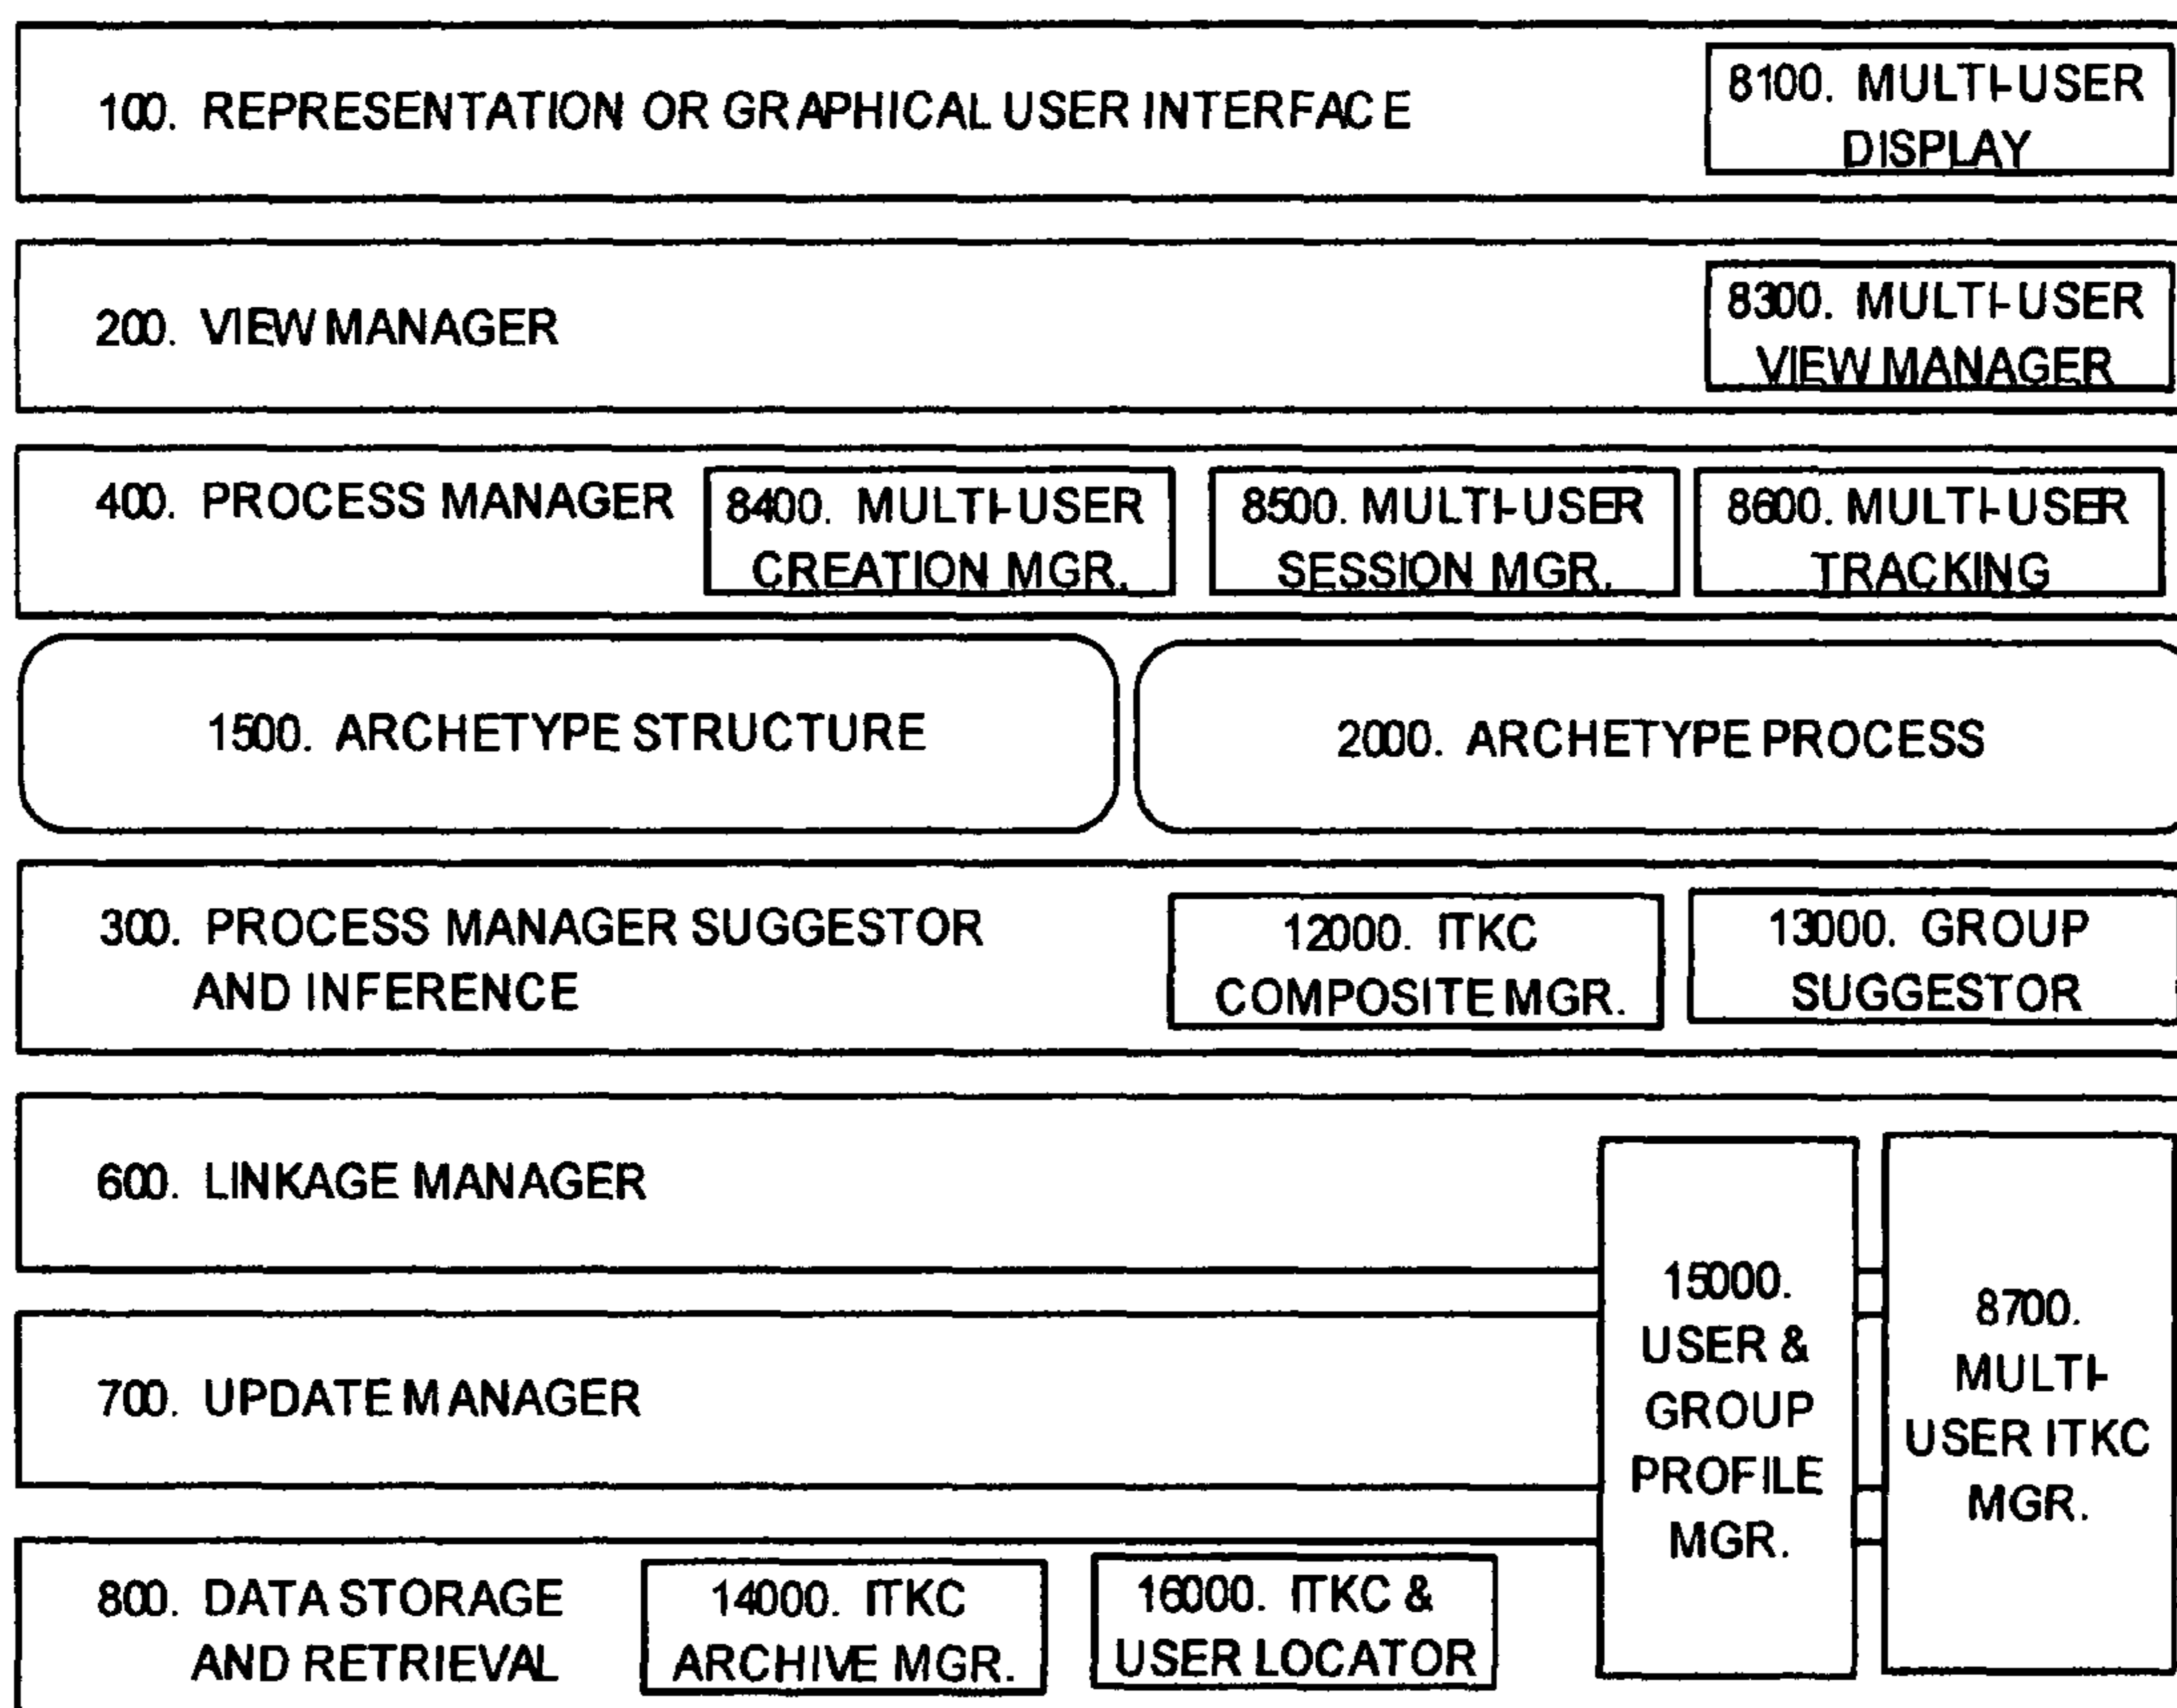 100. REPRESENTATION OR GRAPHICAL USER INTERFACE
8100. MULTI-USER
DISPLAY
200. VIEW MANAGER
8300. MULTI-USER
VIEW MANAGER
400. PROCESS MANAGER
8400. MULTI-USER
CREATION MGR.
8500. MULTI-USER
SESSION MGR.
8600. MULTI-USER
TRACKING
1500. ARCHETYPE STRUCTURE
2000. ARCHETYPE PROCESS
300. PROCESS MANAGER SUGGESTOR
AND INFERENCE
12000. ITKC
COMPOSITE MGR.
13000. GROUP
SUGGESTOR
600. LINKAGE MANAGER
700. UPDATE MANAGER
15000.
USER &
GROUP
PROFILE
MGR.
8700.
MULTI-
USER ITKC
MGR.
800. DATA STORAGE
AND RETRIEVAL
14000. ITKC
ARCHIVE MGR.
16000. ITKC &
USER LOCATOR